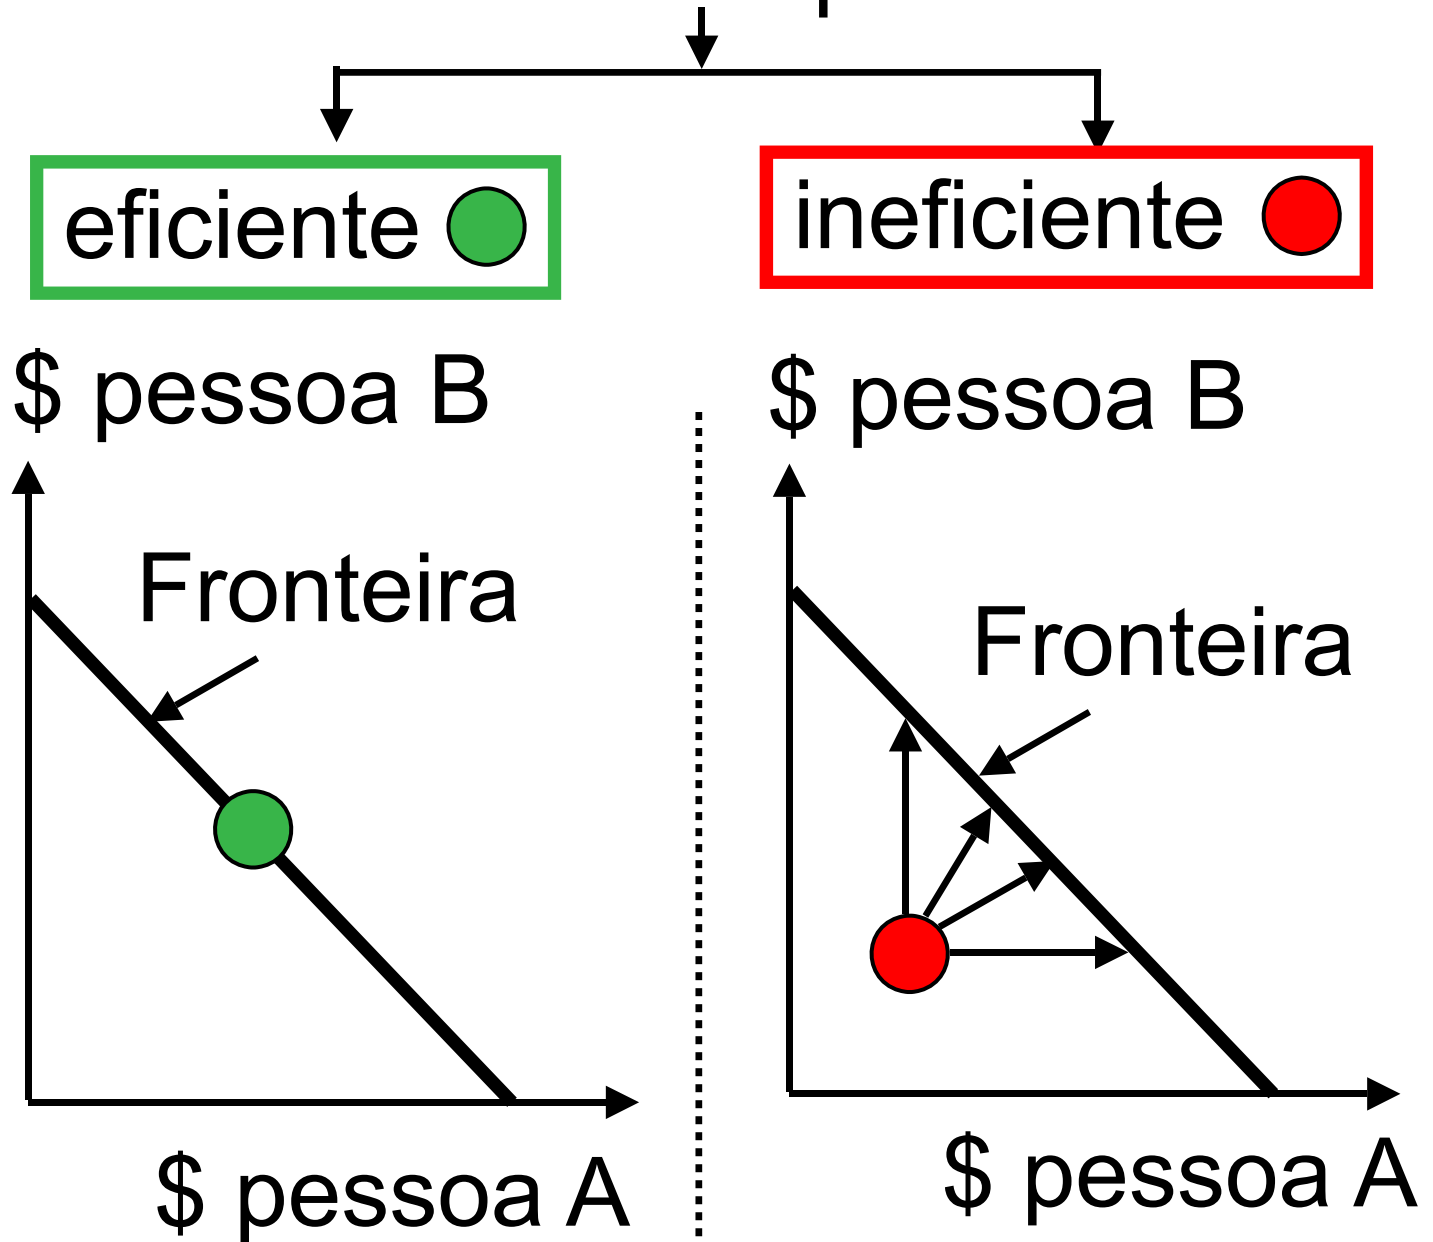 eficiente
ineficiente
$ pessoa B
$ pessoa B
Fronteira
Fronteira
$ pessoa A
$ pessoa A